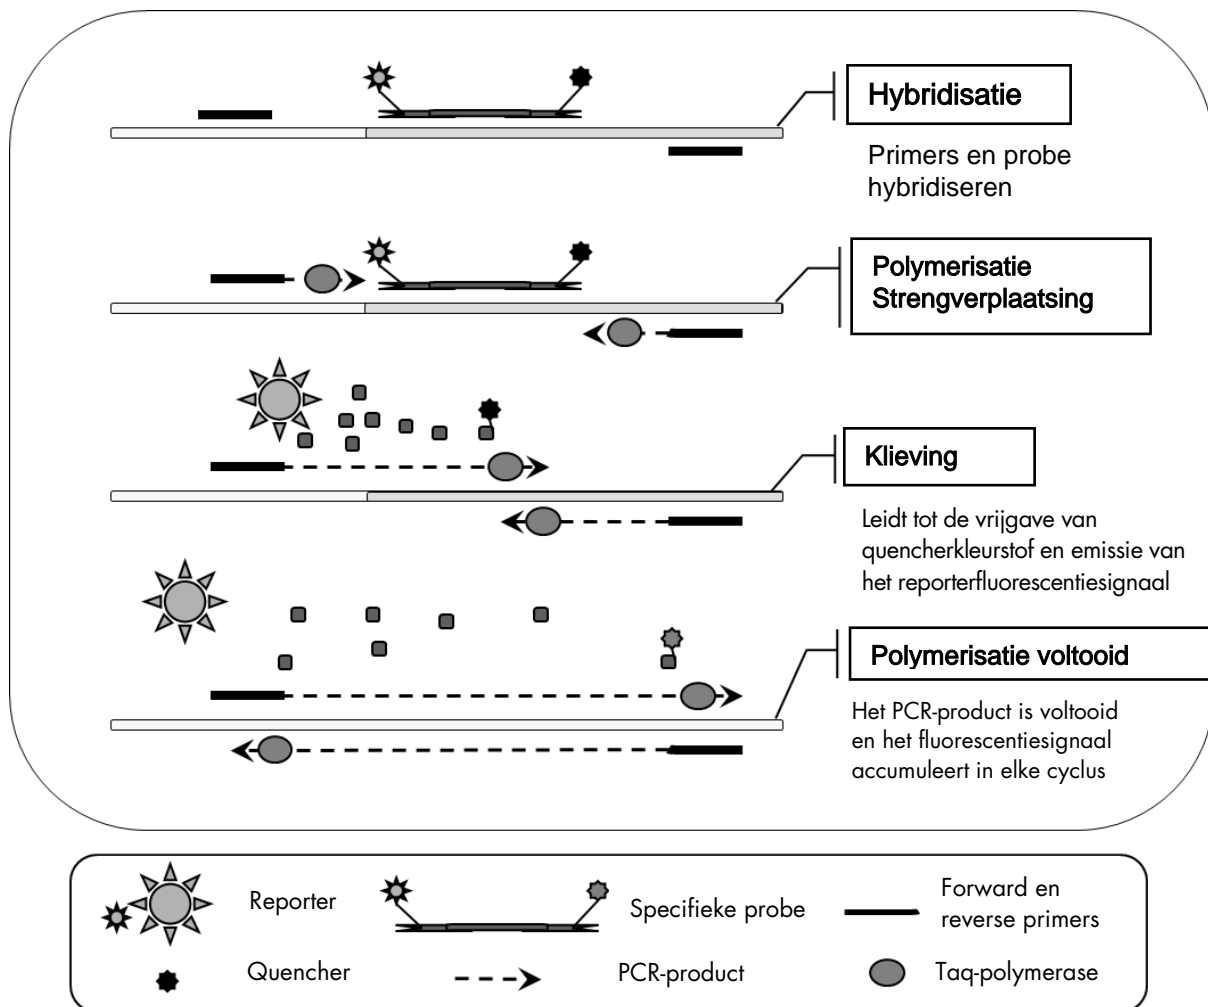 Hybridisatie
Primers en probe
hybridiseren
Polymerisatie
Strengverplaatsing
Klieving
Leidt tot de vrijgave van
quencherkleurstof en emissie van
het reporterfluorescentiesignaal
Polymerisatie voltooid
Het PCR-product is voltooid
en het fluorescentiesignaal
accumuleert in elke cyclus
Reporter
Specifieke probe
Forward en
reverse primers
Quencher
PCR-product
Taq-polymerase